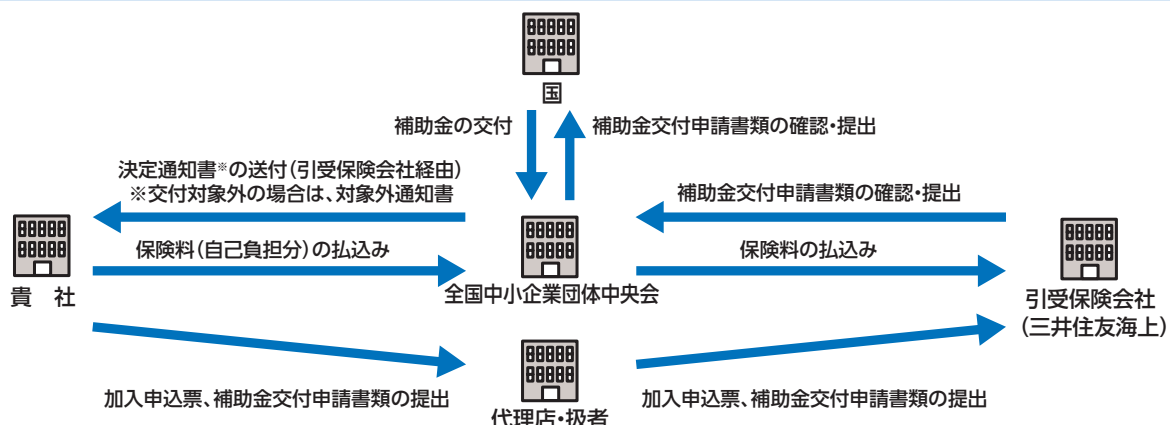 国
補助金の交付
補助金交付申請書類の確認・提出
決定通知書※の送付(引受保険会社経由)
※交付対象外の場合は、対象外通知書
補助金交付申請書類の確認・提出
保険料(自己負担分)の払込み
保険料の払込み
貴 社
全国中小企業団体中央会
引受保険会社
(三井住友海上)
加入申込票、補助金交付申請書類の提出
加入申込票、補助金交付申請書類の提出
代理店・扱者